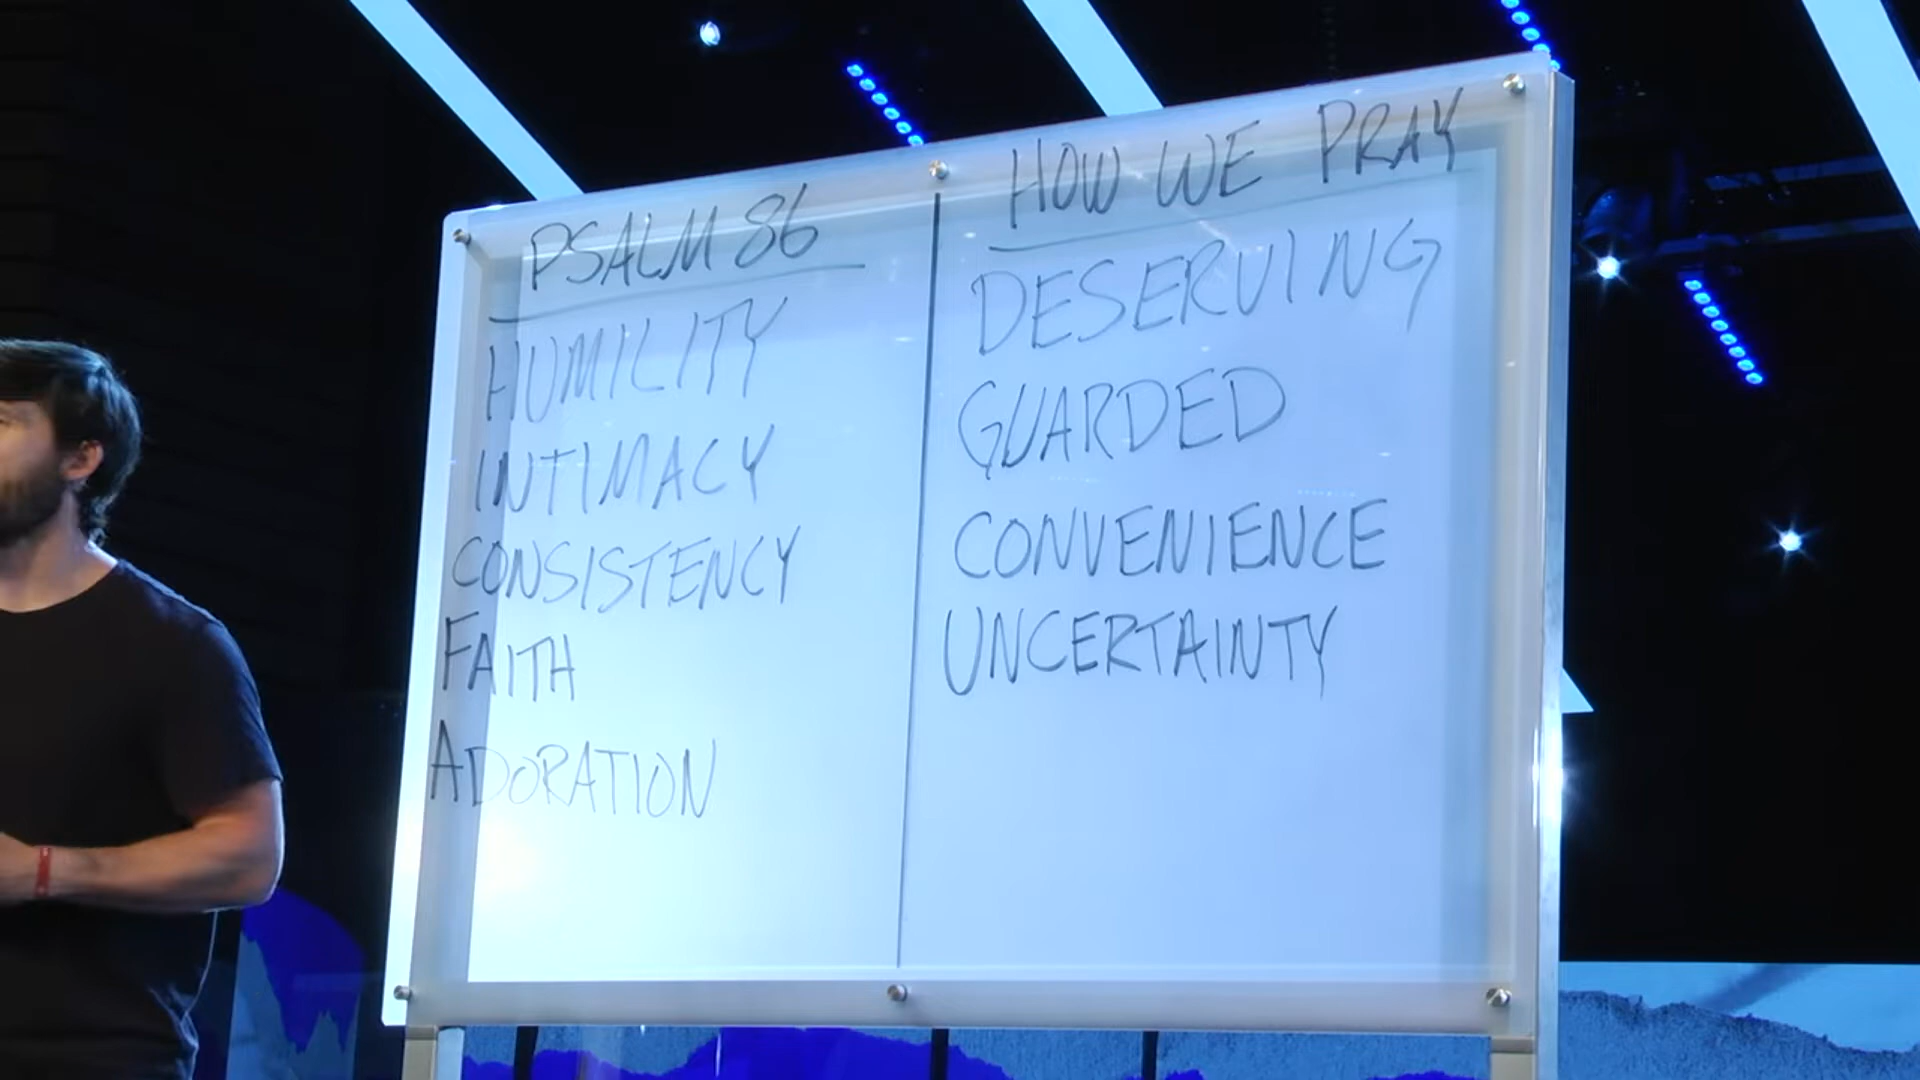 PSALM 86
HUMILITY
INTIMACY
CONSISTENCY
FAITH
ADORATION
HOW WE PRAY
DESERVING
GUARDED
CONVENIENCE
UNCERTAINTY